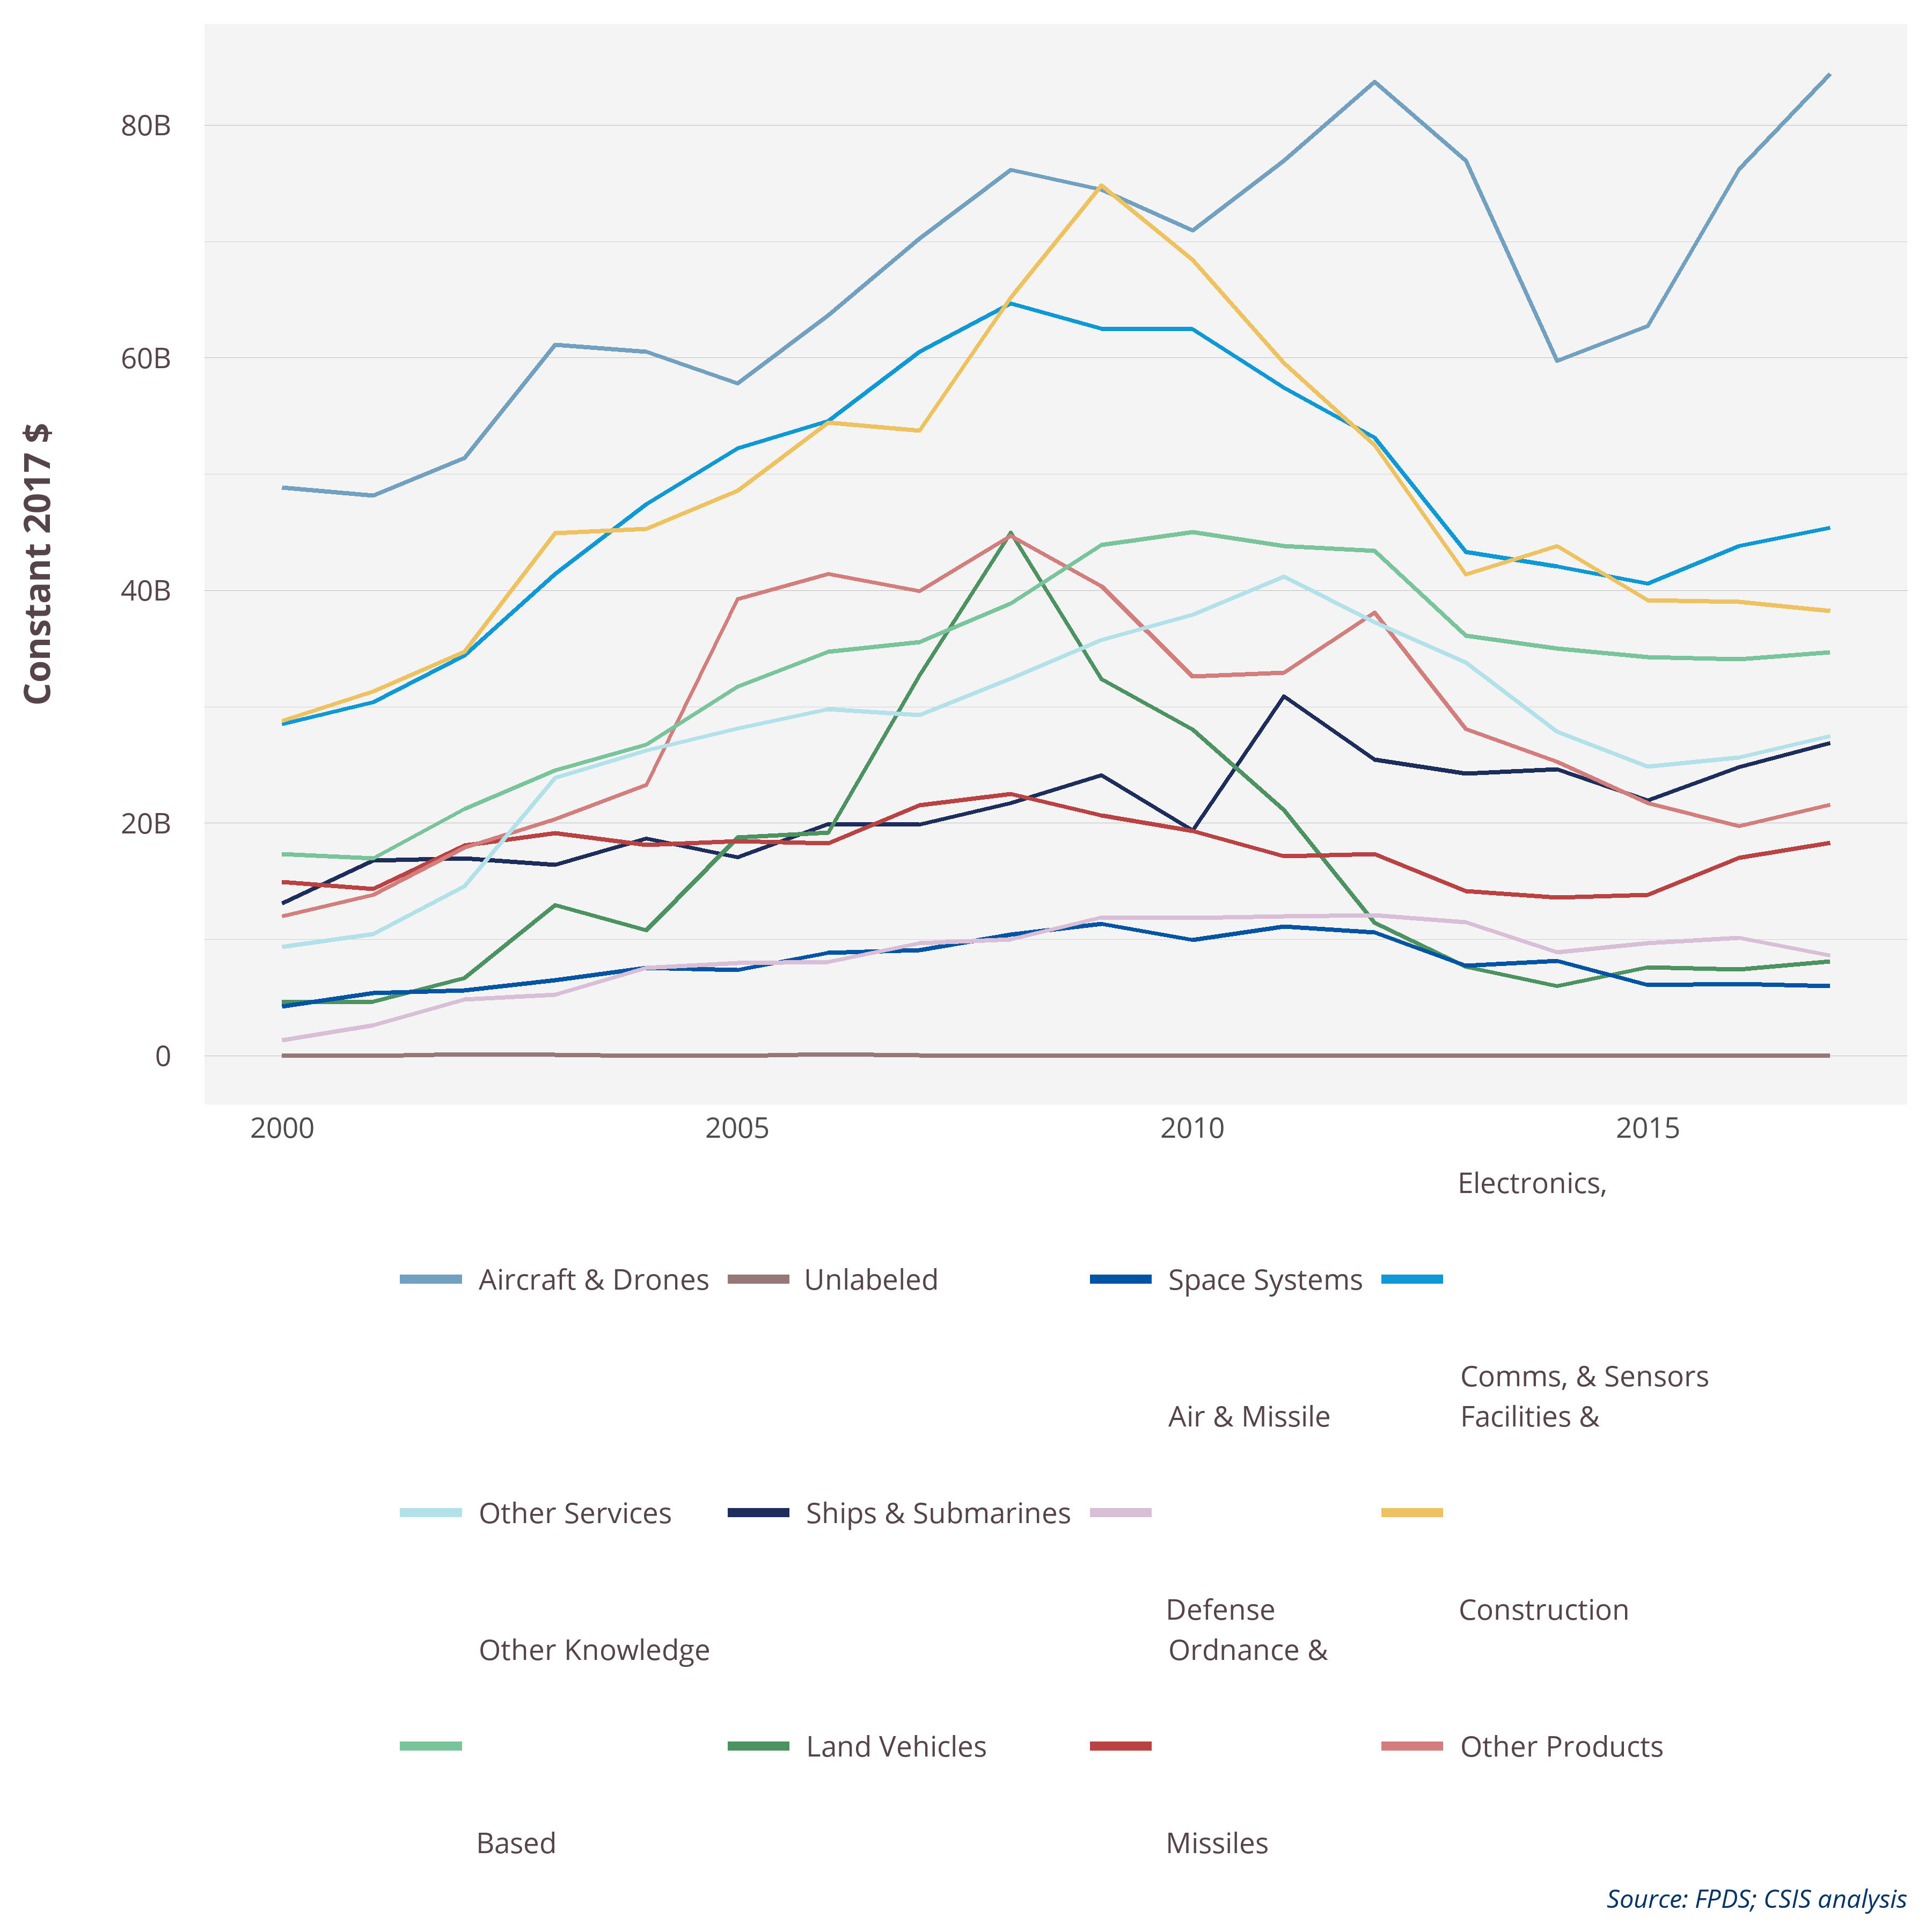 Constant 2017 $
80B
60B
40B
20B
0
2000 2005 2010 2015
Aircraft & Drones
Unlabeled
Space Systems
Electronics,
Comms, & Sensors
Other Services
Ships & Submarines
Air & Missile
Defense
Facilities &
Construction
Other Knowledge
Based
Land Vehicles
Ordnance &
Missiles
Other Products
Source: FPDS; CSIS analysis